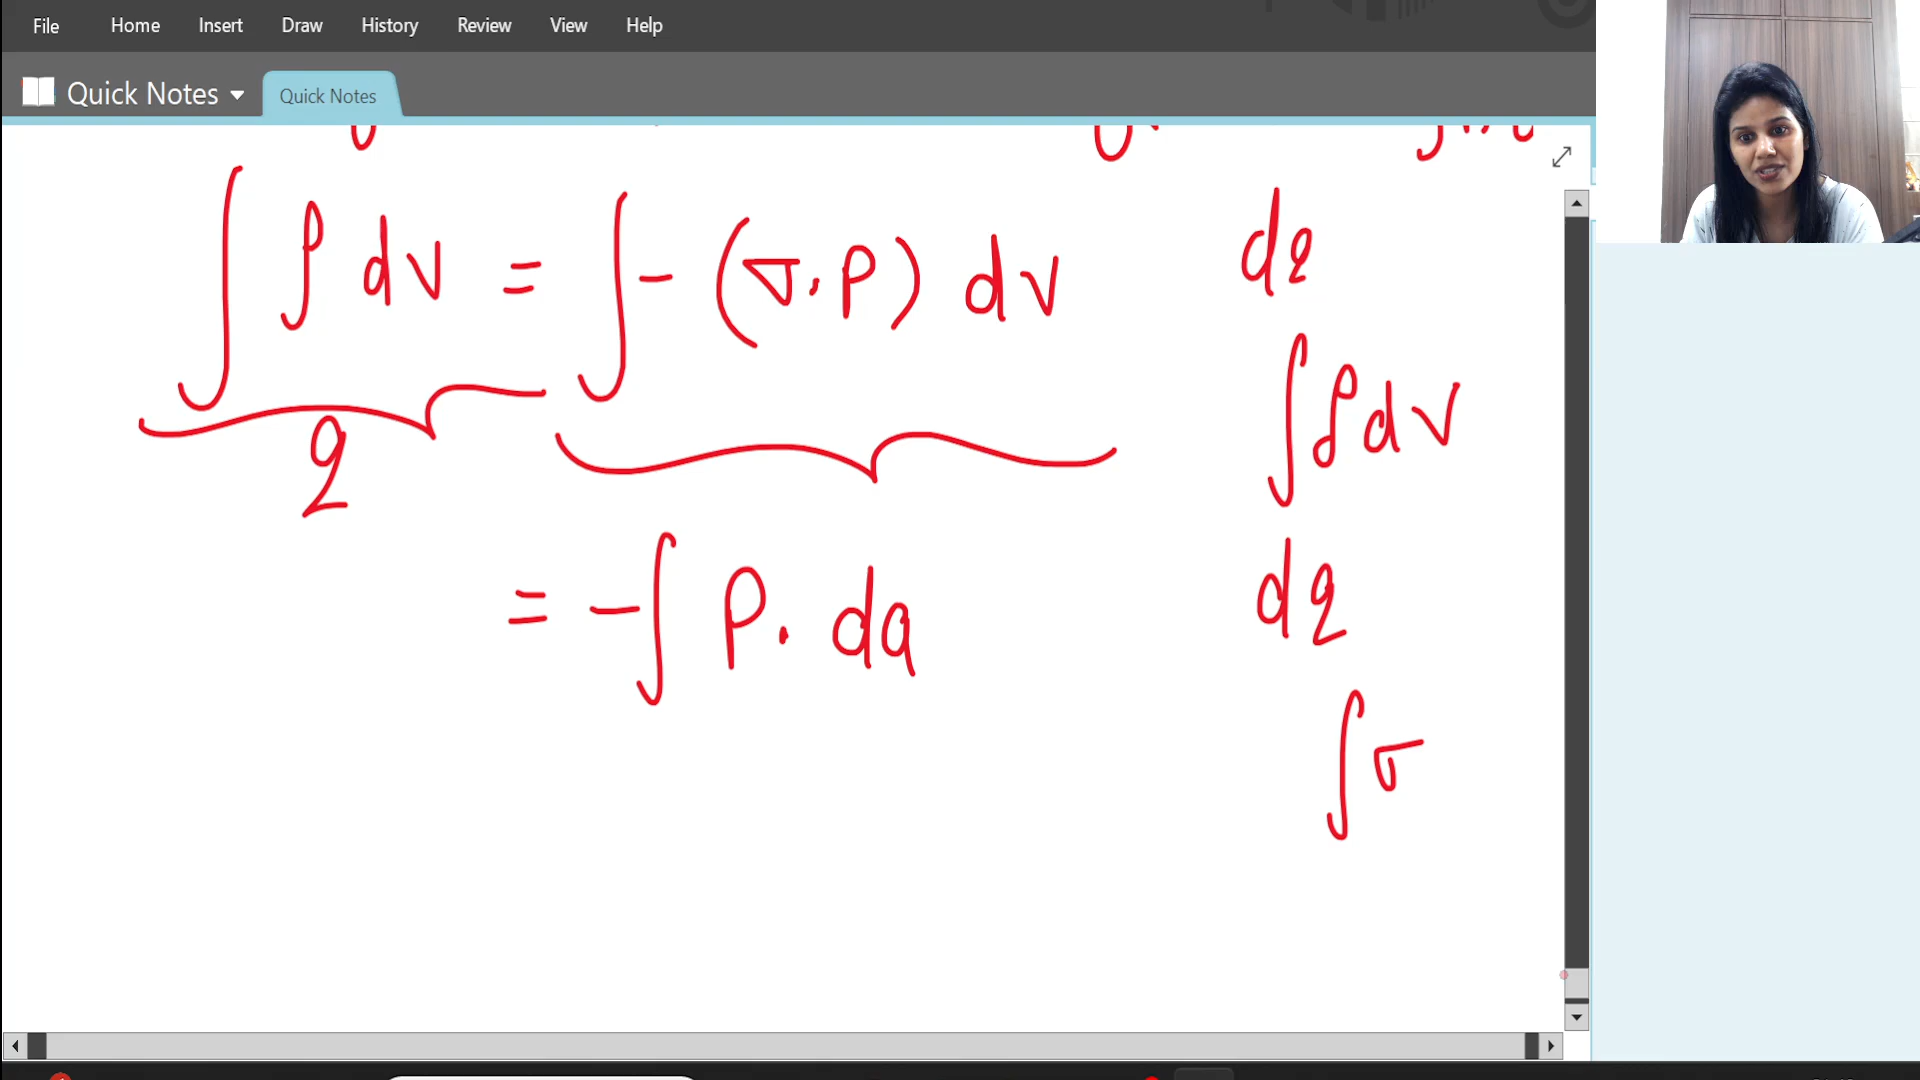 File Home Insert Draw History Review View Help
Quick Notes Quick Notes
∫ ρ dv = ∫ - (∇.P) dv
q
= -∫ P. da
dq
∫ρdv
dq
∫σ